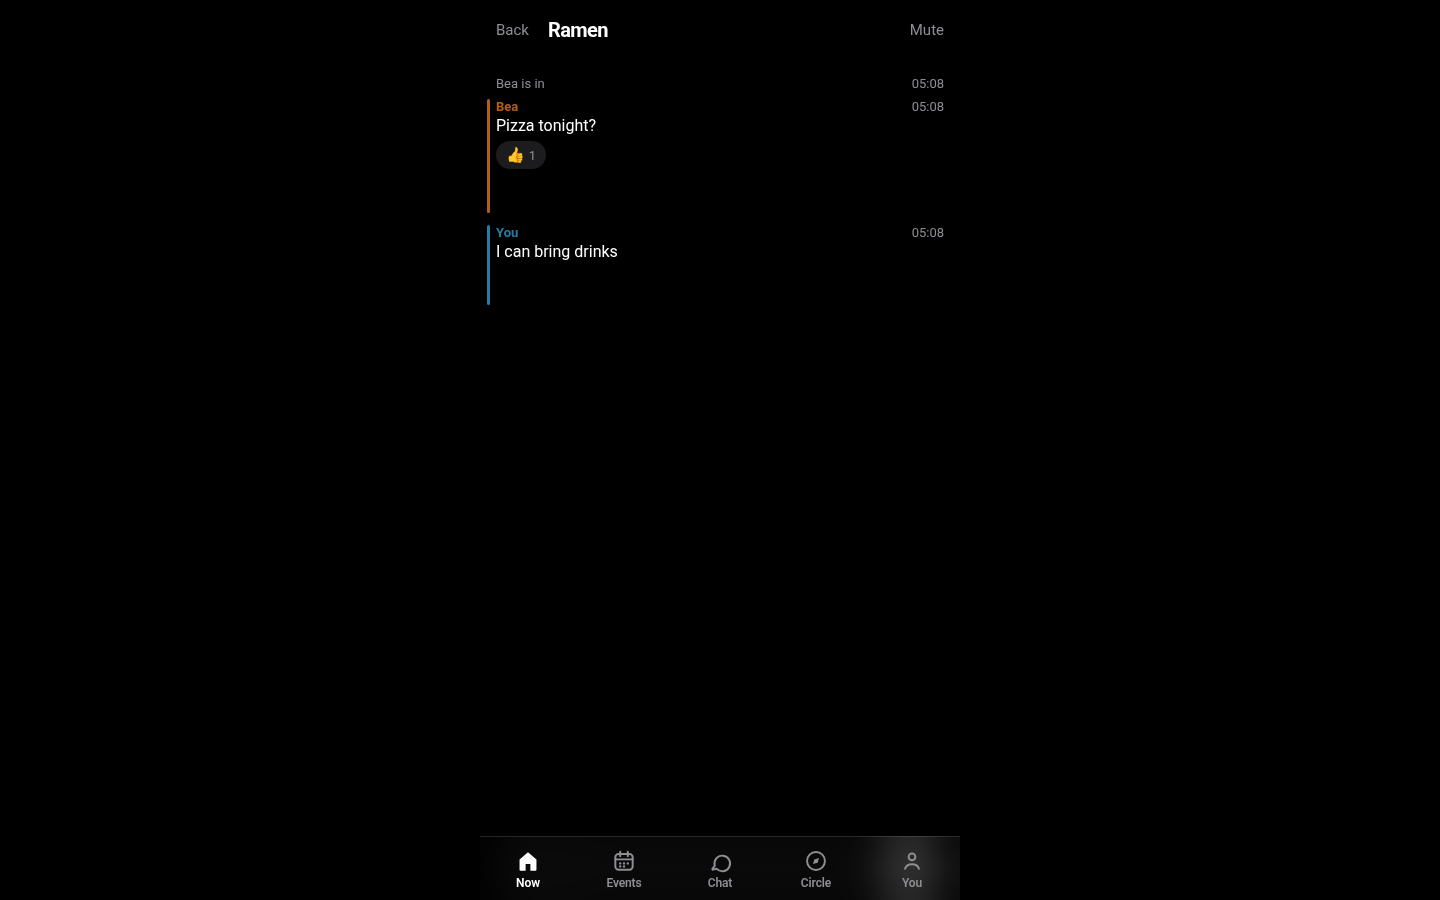 Back Ramen Mute
Bea is in 05:08
Bea 05:08
Pizza tonight?
👍 1
You 05:08
I can bring drinks
Now Events Chat Circle You